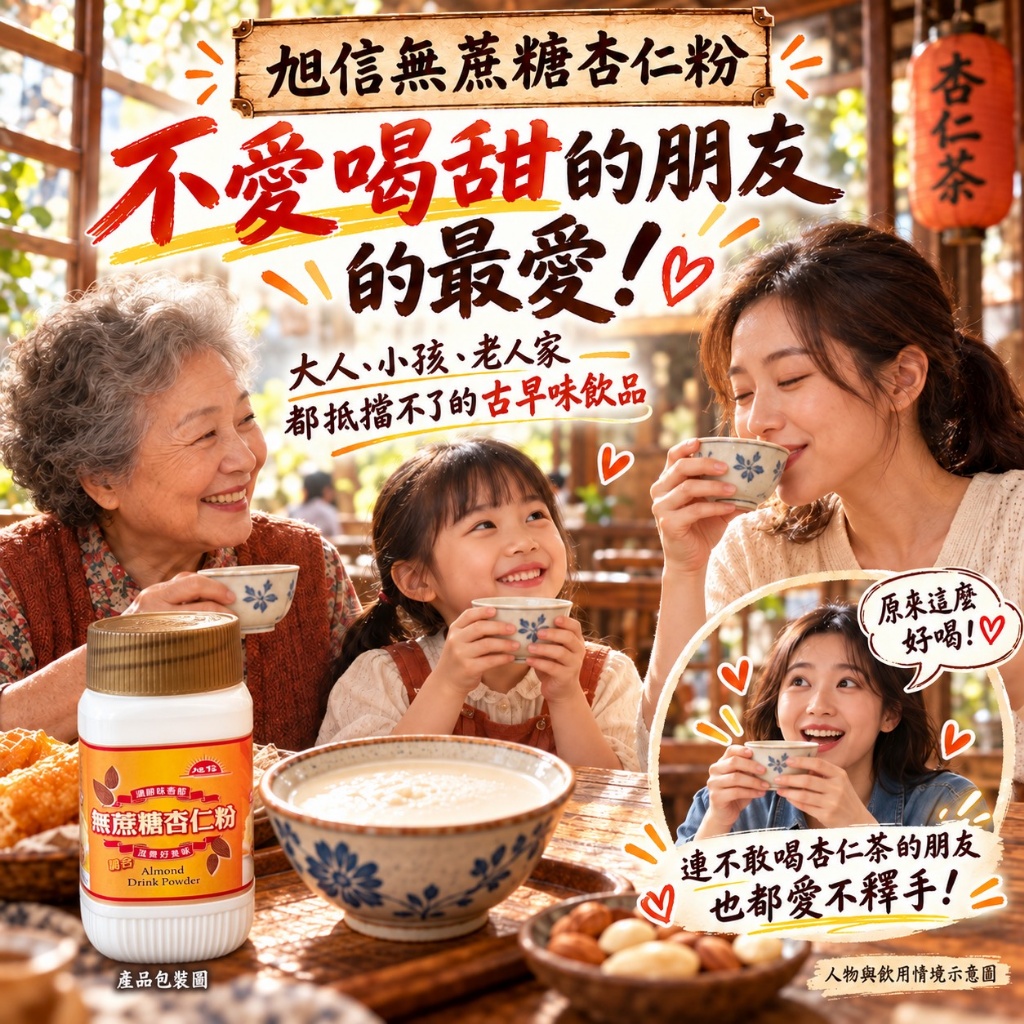 旭信無蔗糖杏仁粉
不愛喝甜的朋友
的最愛！
大人、小孩、老人家
都抵擋不了的古早味飲品
杏仁茶
原來這麼
好喝！
連不敢喝杏仁茶的朋友
也都愛不釋手！
旭信
無蔗糖杏仁粉
調合
Almond
Drink Powder
產品包裝圖
人物與飲用情境示意圖